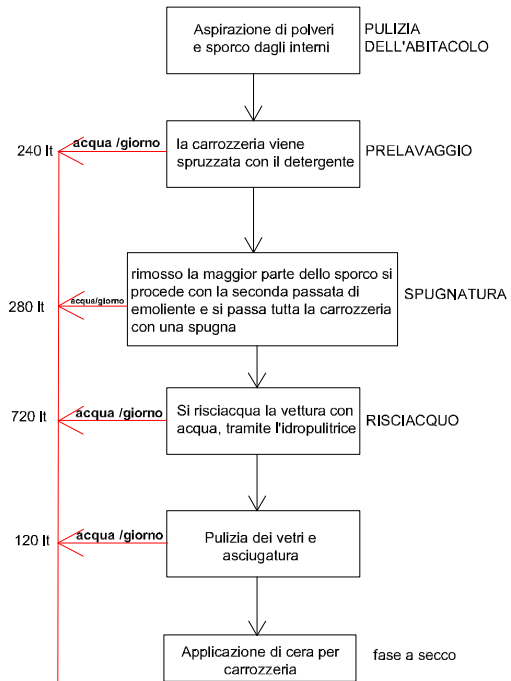 Aspirazione di polveri
e sporco dagli interni
PULIZIA
DELL'ABITACOLO
240 lt
acqua /giorno
la carrozzeria viene
spruzzata con il detergente
PRELAVAGGIO
280 lt
acqua/giorno
rimosso la maggior parte dello sporco si
procede con la seconda passata di
emoliente e si passa tutta la carrozzeria
con una spugna
SPUGNATURA
720 lt
acqua /giorno
Si risciacqua la vettura con
acqua, tramite l'idropulitrice
RISCIACQUO
120 lt
acqua /giorno
Pulizia dei vetri e
asciugatura
Applicazione di cera per
carrozzeria
fase a secco